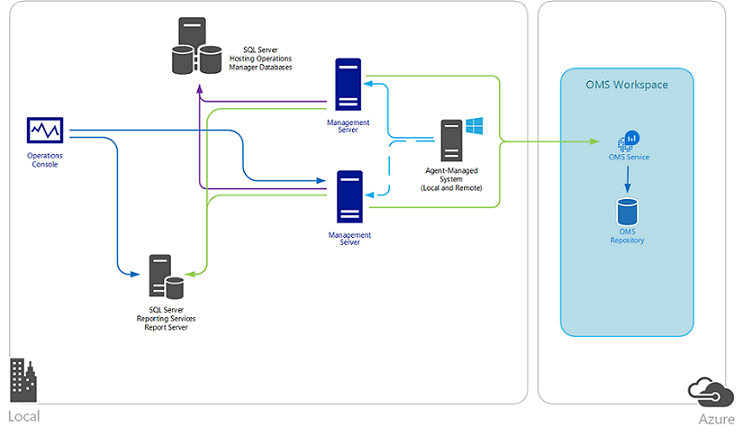 SQL Server
Hosting Operations
Manager Databases
OMS Workspace
Management
Server
Operations
Console
Agent-Managed
System
(Local and Remote)
OMS Service
Management
Server
OMS
Repository
SQL Server
Reporting Services
Report Server
Local
Azure